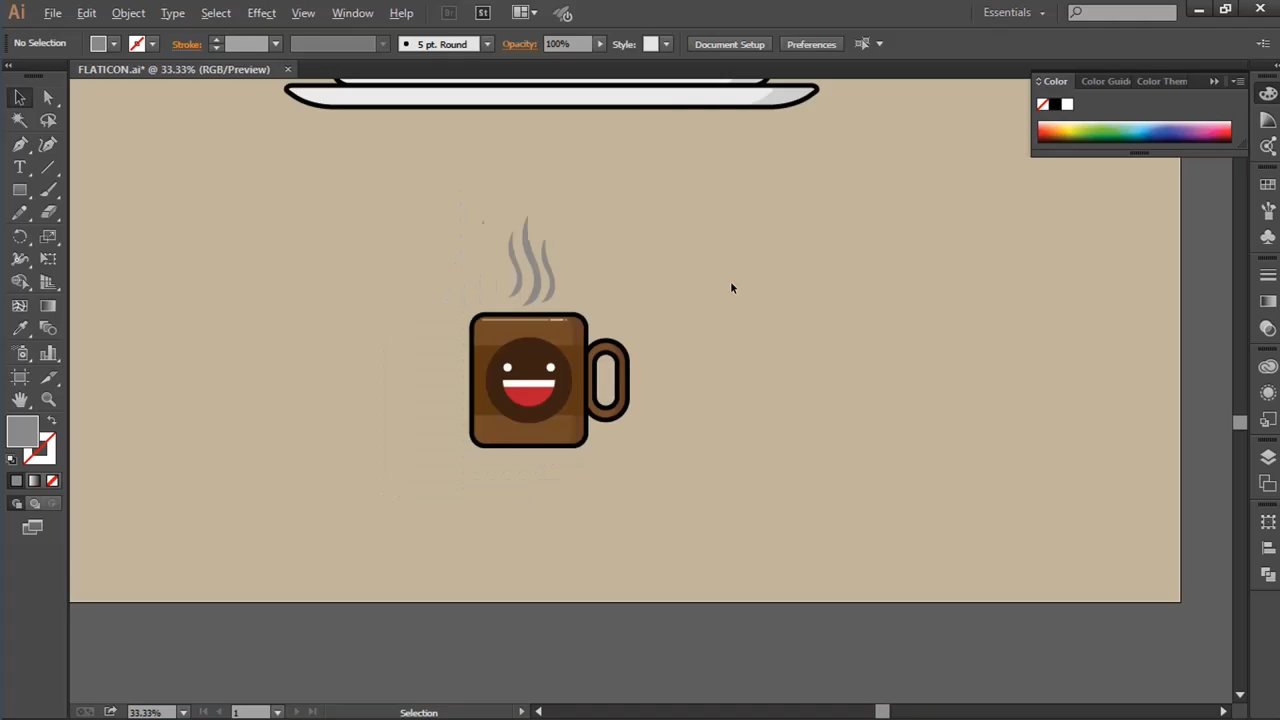 Ai File Edit Object Type Select Effect View Window Help Br St Essentials
No Selection Stroke: 5 pt. Round Opacity: 100% Style: Document Setup Preferences
FLATICON.ai* @ 33.33% (RGB/Preview)
Color Color Guid Color Them
T
33.33% 1 Selection